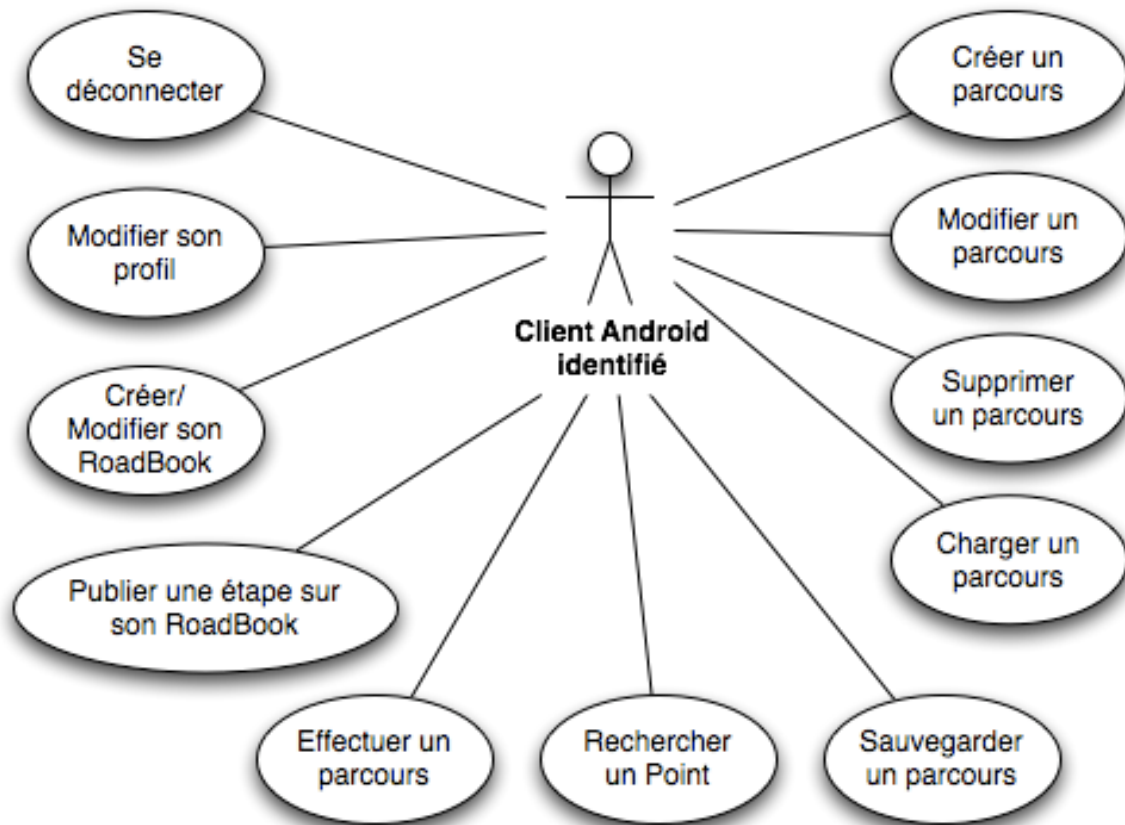 Se
déconnecter
Créer un
parcours
Modifier son
profil
Modifier un
parcours
Client Android
identifié
Créer/
Modifier son
RoadBook
Supprimer
un parcours
Charger un
parcours
Publier une étape sur
son RoadBook
Effectuer un
parcours
Rechercher
un Point
Sauvegarder
un parcours